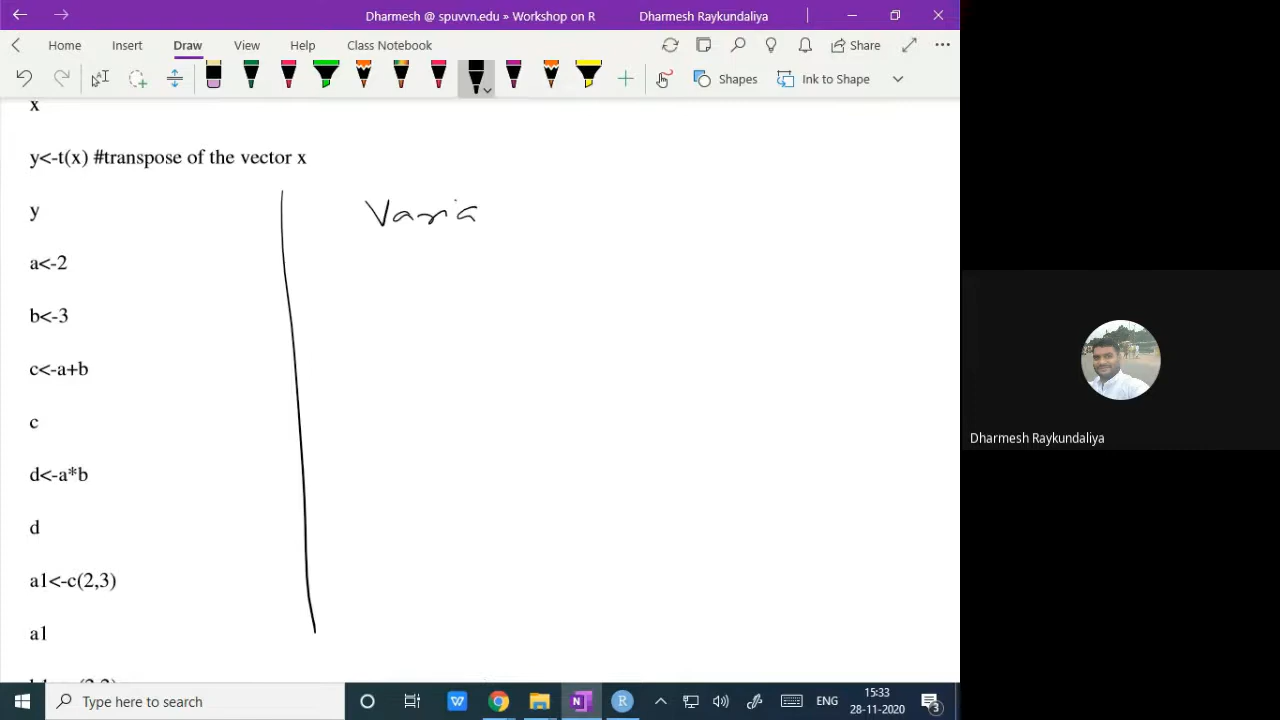 Dharmesh @ spuvvn.edu » Workshop on R
Dharmesh Raykundaliya
Home Insert Draw View Help Class Notebook
Share
Shapes
Ink to Shape
x
y<-t(x) #transpose of the vector x
y
Varia
a<-2
b<-3
c<-a+b
c
d<-a*b
d
a1<-c(2,3)
a1
Dharmesh Raykundaliya
Type here to search
ENG
15:33
28-11-2020
3